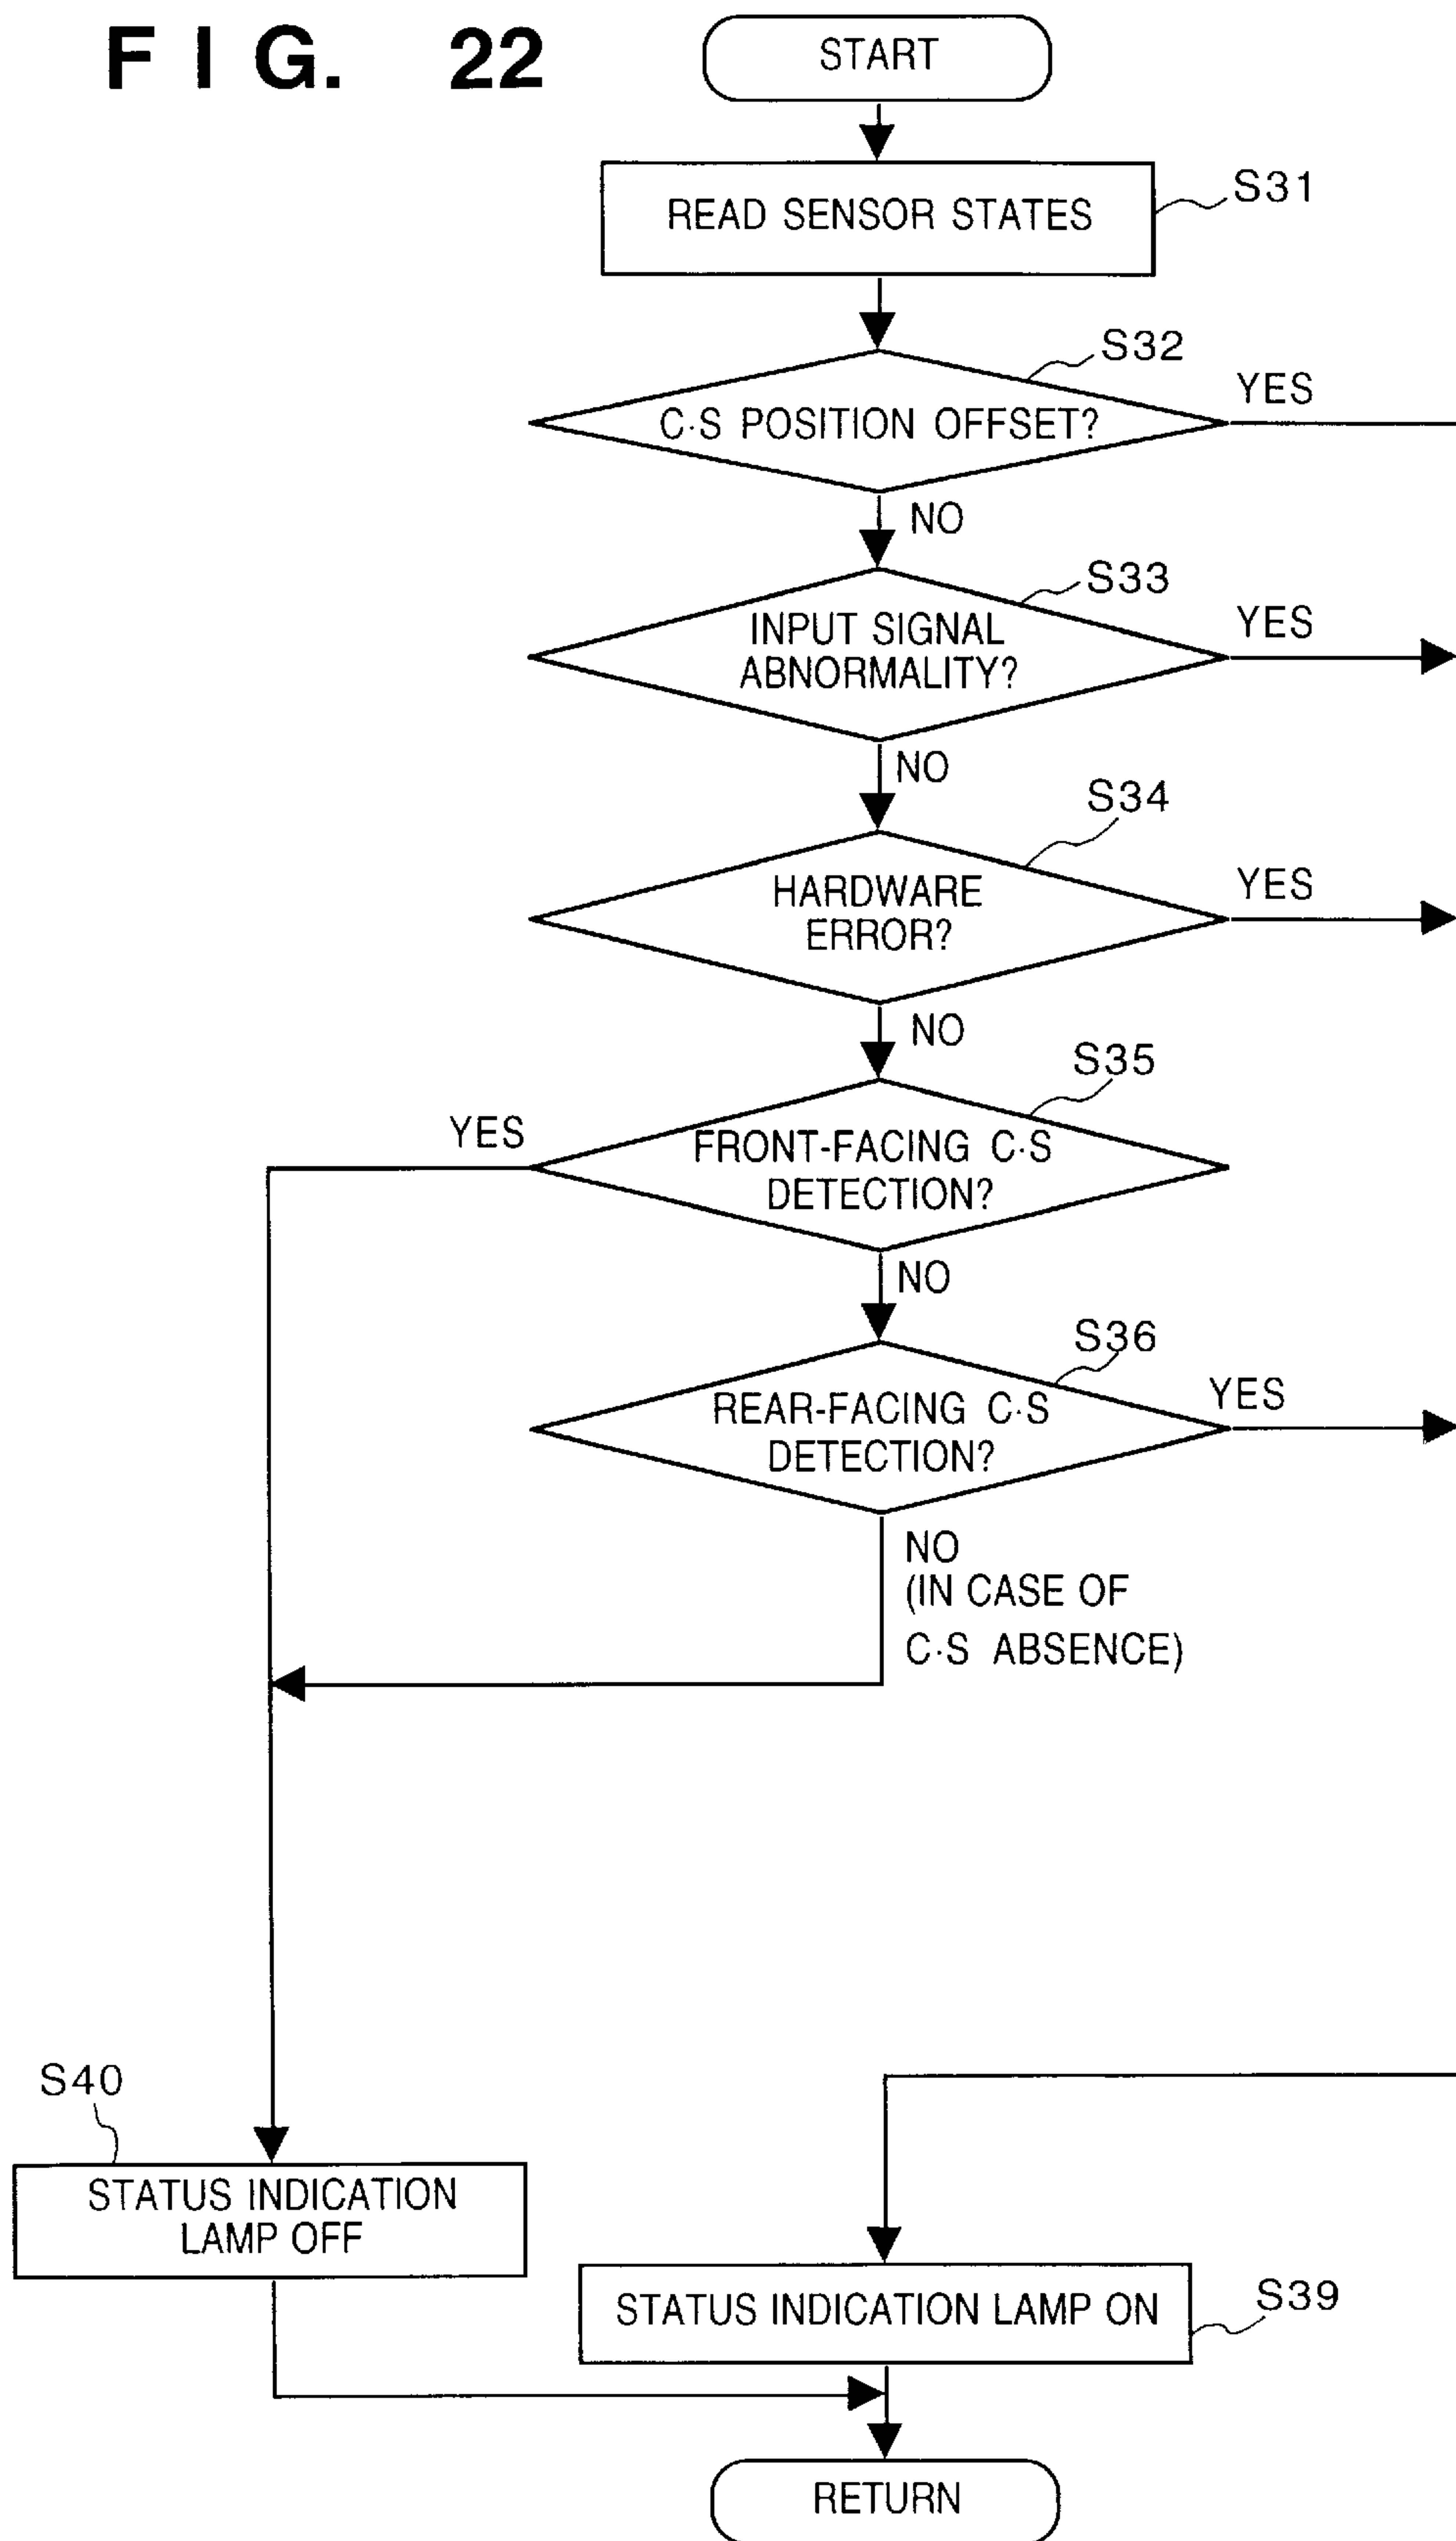 FIG. 22
START
READ SENSOR STATES
S31
S32
C·S POSITION OFFSET?
YES
NO
S33
INPUT SIGNAL
ABNORMALITY?
YES
NO
S34
HARDWARE
ERROR?
YES
NO
S35
YES
FRONT-FACING C·S
DETECTION?
NO
S36
REAR-FACING C·S
DETECTION?
YES
NO
(IN CASE OF
C·S ABSENCE)
S40
STATUS INDICATION
LAMP OFF
STATUS INDICATION LAMP ON
S39
RETURN